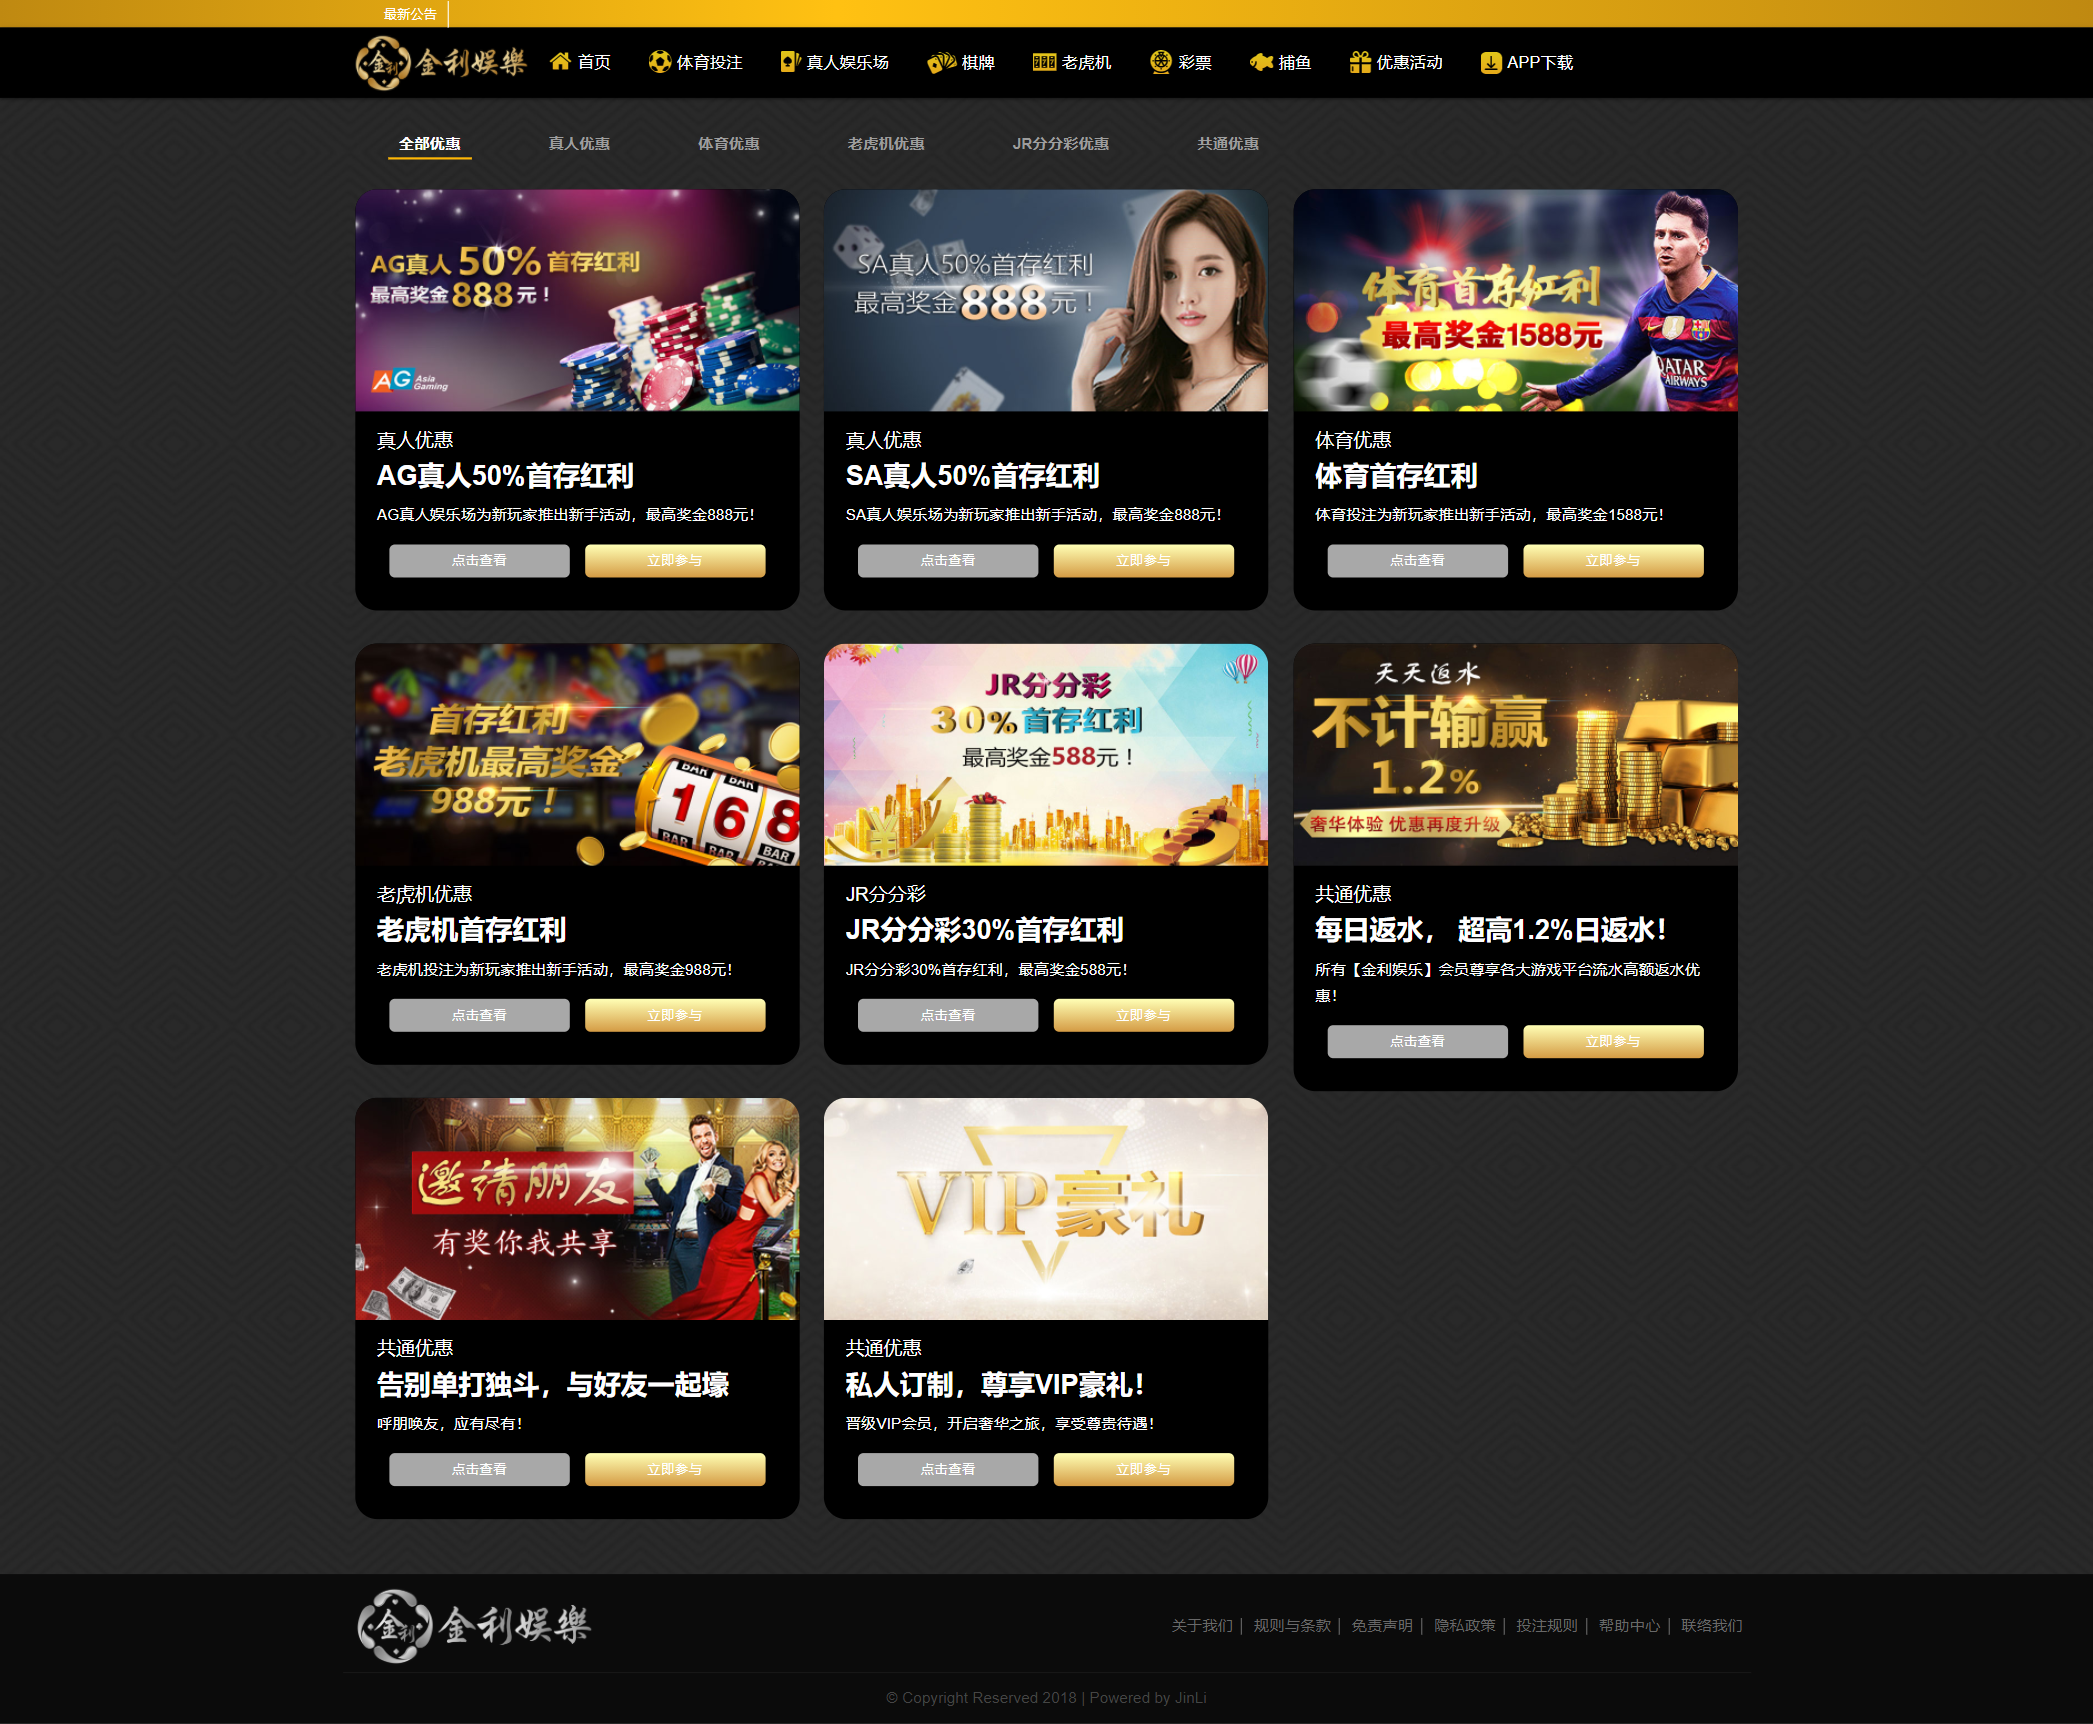 最新公告
金利 金利娱樂 首页 体育投注 真人娱乐场 棋牌 老虎机 彩票 捕鱼 优惠活动 APP下载
全部优惠 真人优惠 体育优惠 老虎机优惠 JR分分彩优惠 共通优惠
AG真人 50% 首存红利
最高奖金888元！
AG Asia Gaming
真人优惠
AG真人50%首存红利
AG真人娱乐场为新玩家推出新手活动，最高奖金888元！
点击查看 立即参与
SA真人50%首存红利
最高奖金888元！
真人优惠
SA真人50%首存红利
SA真人娱乐场为新玩家推出新手活动，最高奖金888元！
点击查看 立即参与
体育首存红利
最高奖金1588元
QATAR
AIRWAYS
体育优惠
体育首存红利
体育投注为新玩家推出新手活动，最高奖金1588元！
点击查看 立即参与
首存红利
老虎机最高奖金
988元！
BAR BAR
168
BAR BAR BAR BAR
老虎机优惠
老虎机首存红利
老虎机投注为新玩家推出新手活动，最高奖金988元！
点击查看 立即参与
JR分分彩
30%首存红利
最高奖金588元！
JR分分彩
JR分分彩30%首存红利
JR分分彩30%首存红利，最高奖金588元！
点击查看 立即参与
天天返水
不计输赢
1.2%
奢华体验 优惠再度升级
共通优惠
每日返水， 超高1.2%日返水！
所有【金利娱乐】会员尊享各大游戏平台流水高额返水优
惠！
点击查看 立即参与
邀请朋友
有奖你我共享
共通优惠
告别单打独斗，与好友一起壕
呼朋唤友，应有尽有！
点击查看 立即参与
VIP豪礼
共通优惠
私人订制，尊享VIP豪礼！
晋级VIP会员，开启奢华之旅，享受尊贵待遇！
点击查看 立即参与
金利 金利娱樂
关于我们 | 规则与条款 | 免责声明 | 隐私政策 | 投注规则 | 帮助中心 | 联络我们
© Copyright Reserved 2018 | Powered by JinLi